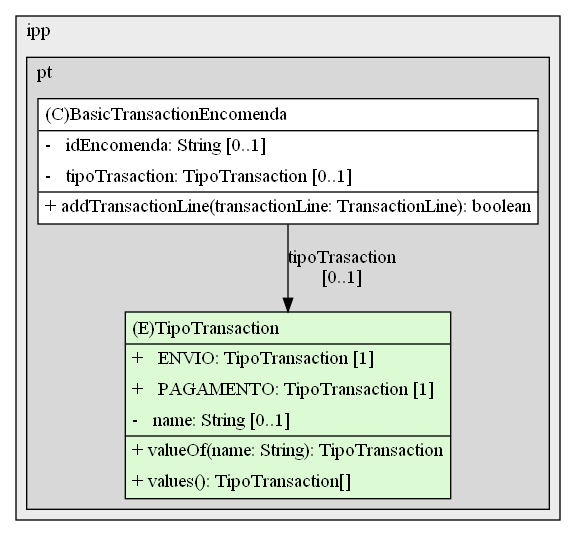 ipp
pt
(C)BasicTransactionEncomenda
- idEncomenda: String [0..1]
- tipoTrasaction: TipoTransaction [0..1]
+ addTransactionLine(transactionLine: TransactionLine): boolean
tipoTrasaction
[0..1]
(E)TipoTransaction
+ ENVIO: TipoTransaction [1]
+ PAGAMENTO: TipoTransaction [1]
- name: String [0..1]
+ valueOf(name: String): TipoTransaction
+ values(): TipoTransaction[]